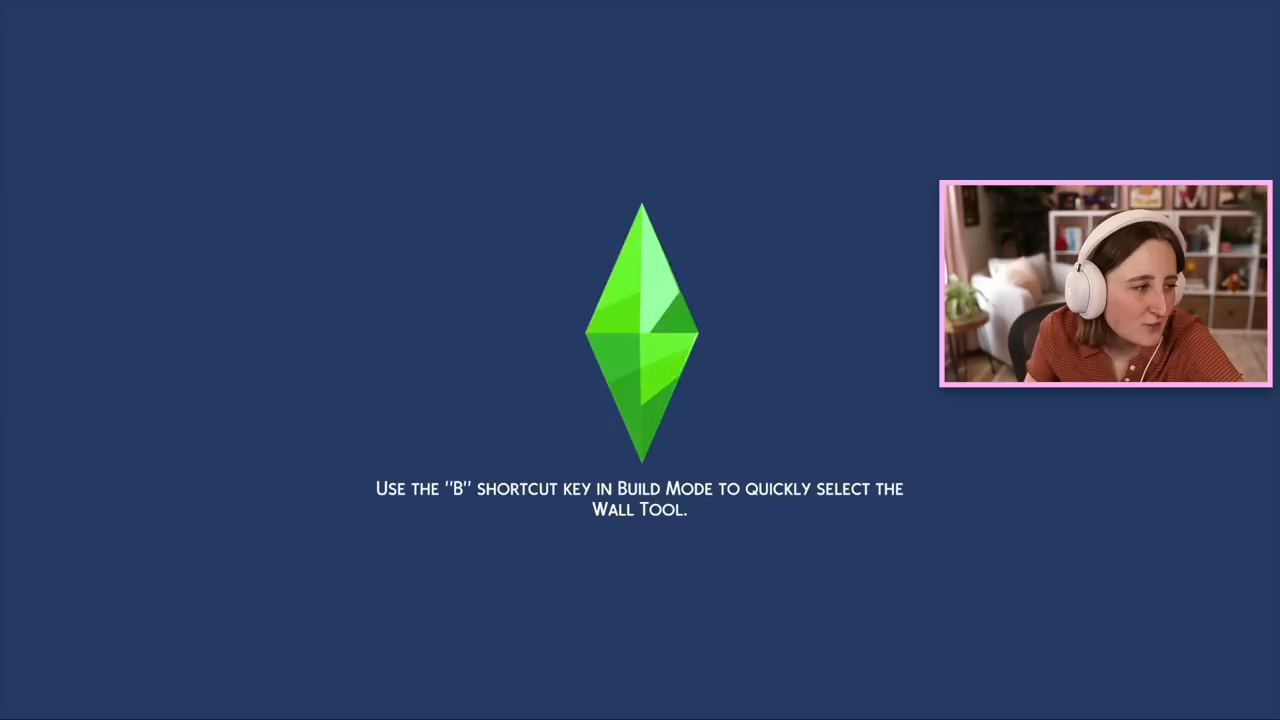 USE THE "B" SHORTCUT KEY IN BUILD MODE TO QUICKLY SELECT THE
WALL TOOL.